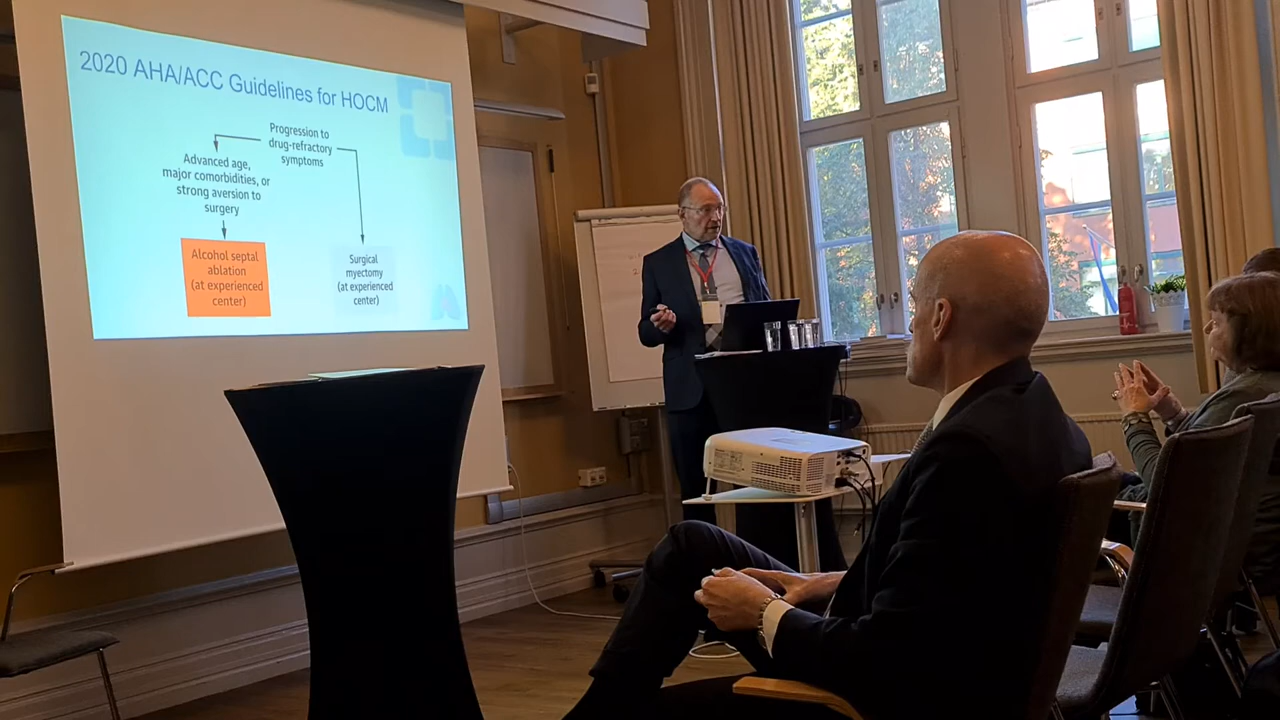 2020 AHA/ACC Guidelines for HOCM
Progression to
drug-refractory
symptoms
Advanced age,
major comorbidities, or
strong aversion to
surgery
Alcohol septal
ablation
(at experienced
center)
Surgical
myectomy
(at experienced
center)